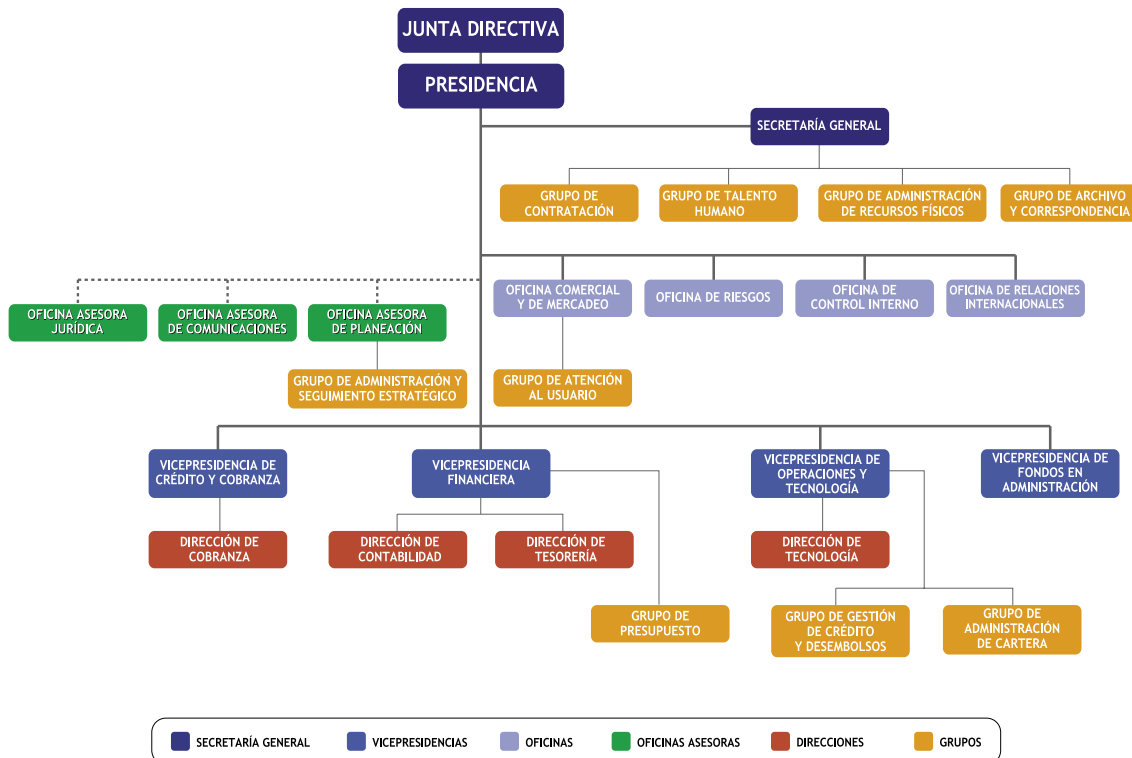 JUNTA DIRECTIVA
PRESIDENCIA
SECRETARÍA GENERAL
GRUPO DE
CONTRATACIÓN
GRUPO DE TALENTO
HUMANO
GRUPO DE ADMINISTRACIÓN
DE RECURSOS FÍSICOS
GRUPO DE ARCHIVO
Y CORRESPONDENCIA
OFICINA COMERCIAL
Y DE MERCADEO
OFICINA DE RIESGOS
OFICINA DE
CONTROL INTERNO
OFICINA DE RELACIONES
INTERNACIONALES
OFICINA ASESORA
JURÍDICA
OFICINA ASESORA
DE COMUNICACIONES
OFICINA ASESORA
DE PLANEACIÓN
GRUPO DE ADMINISTRACIÓN Y
SEGUIMIENTO ESTRATÉGICO
GRUPO DE ATENCIÓN
AL USUARIO
VICEPRESIDENCIA DE
CRÉDITO Y COBRANZA
VICEPRESIDENCIA
FINANCIERA
VICEPRESIDENCIA DE
OPERACIONES Y
TECNOLOGÍA
VICEPRESIDENCIA DE
FONDOS EN
ADMINISTRACIÓN
DIRECCIÓN DE
COBRANZA
DIRECCIÓN DE
CONTABILIDAD
DIRECCIÓN DE
TESORERÍA
DIRECCIÓN DE
TECNOLOGÍA
GRUPO DE
PRESUPUESTO
GRUPO DE GESTIÓN
DE CRÉDITO
Y DESEMBOLSOS
GRUPO DE
ADMINISTRACIÓN
DE CARTERA
SECRETARÍA GENERAL
VICEPRESIDENCIAS
OFICINAS
OFICINAS ASESORAS
DIRECCIONES
GRUPOS